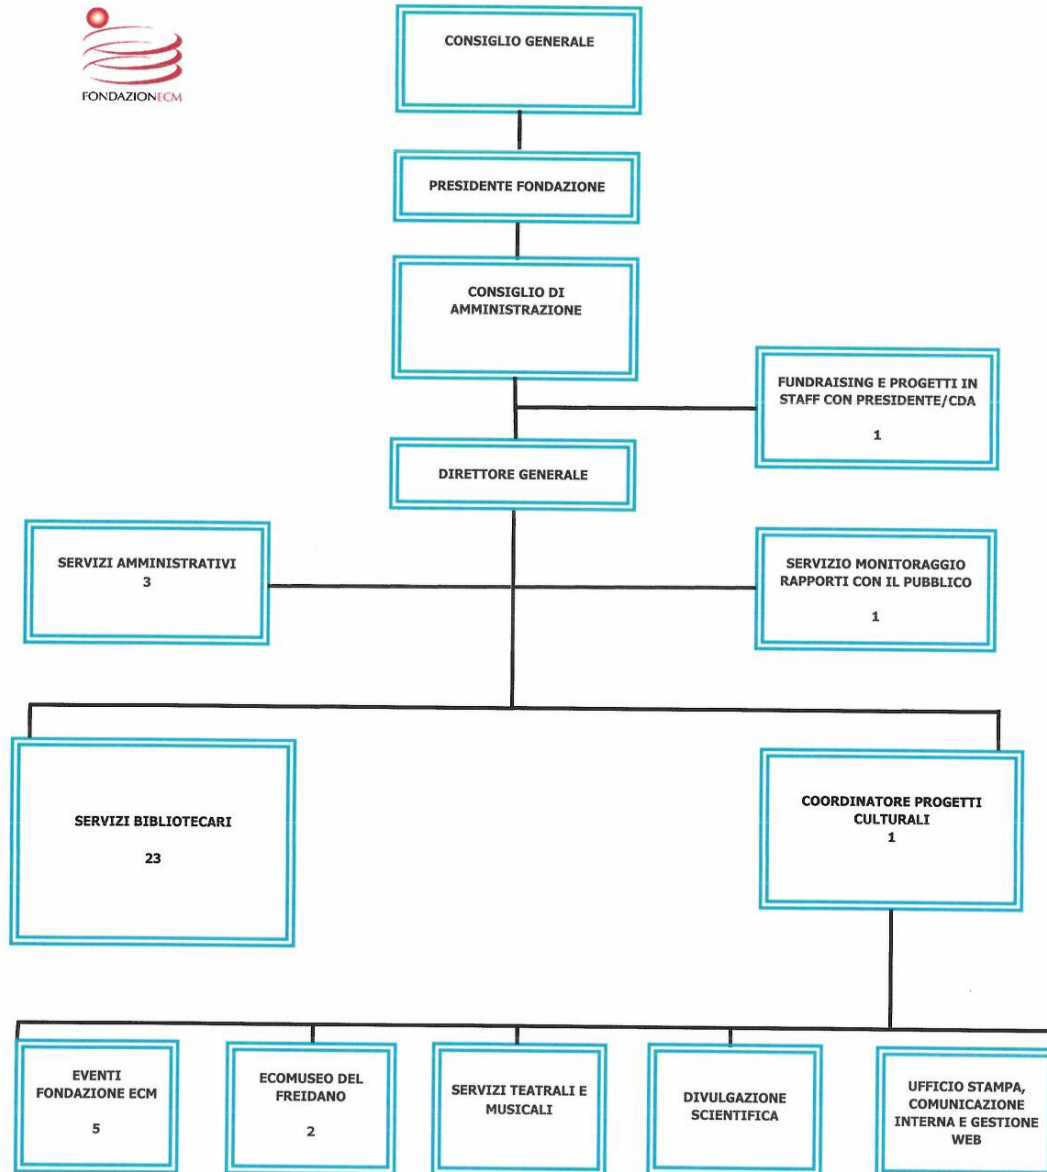 FONDAZIONECM
CONSIGLIO GENERALE
PRESIDENTE FONDAZIONE
CONSIGLIO DI
AMMINISTRAZIONE
FUNDRAISING E PROGETTI IN
STAFF CON PRESIDENTE/CDA
1
DIRETTORE GENERALE
SERVIZI AMMINISTRATIVI
3
SERVIZIO MONITORAGGIO
RAPPORTI CON IL PUBBLICO
1
SERVIZI BIBLIOTECARI
23
COORDINATORE PROGETTI
CULTURALI
1
EVENTI
FONDAZIONE ECM
5
ECOMUSEO DEL
FREIDANO
2
SERVIZI TEATRALI E
MUSICALI
DIVULGAZIONE
SCIENTIFICA
UFFICIO STAMPA,
COMUNICAZIONE
INTERNA E GESTIONE
WEB